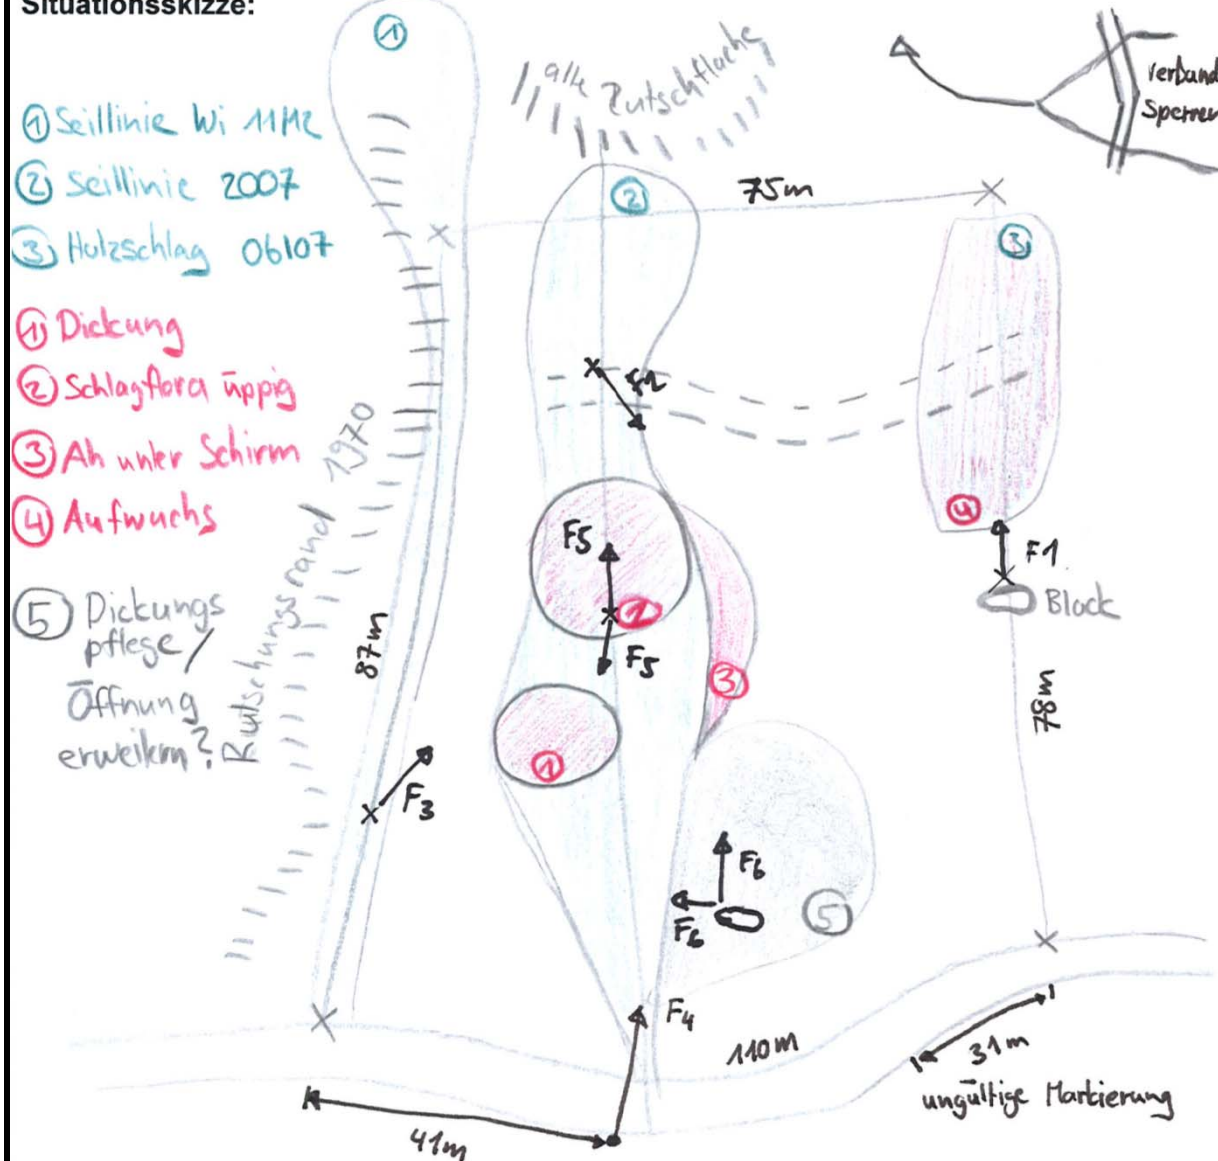 Situationsskizze:
① Seillinie Wi 11/12
② Seillinie 2007
③ Holzschlag 06/07
① Dickung
② Schlagflora üppig
③ Ah unter Schirm
④ Aufwuchs
⑤ Dickungs
pflege/
Öffnung
erweitern?
①
alte Rutschfläche
Verband
Sperren
②
75m
③
Rutschungsrand 1970
F2
④
F1
Block
F5
②
F5
③
87m
78m
①
F3
F6
F6
⑤
F4
110m
31m
ungültige Markierung
41m